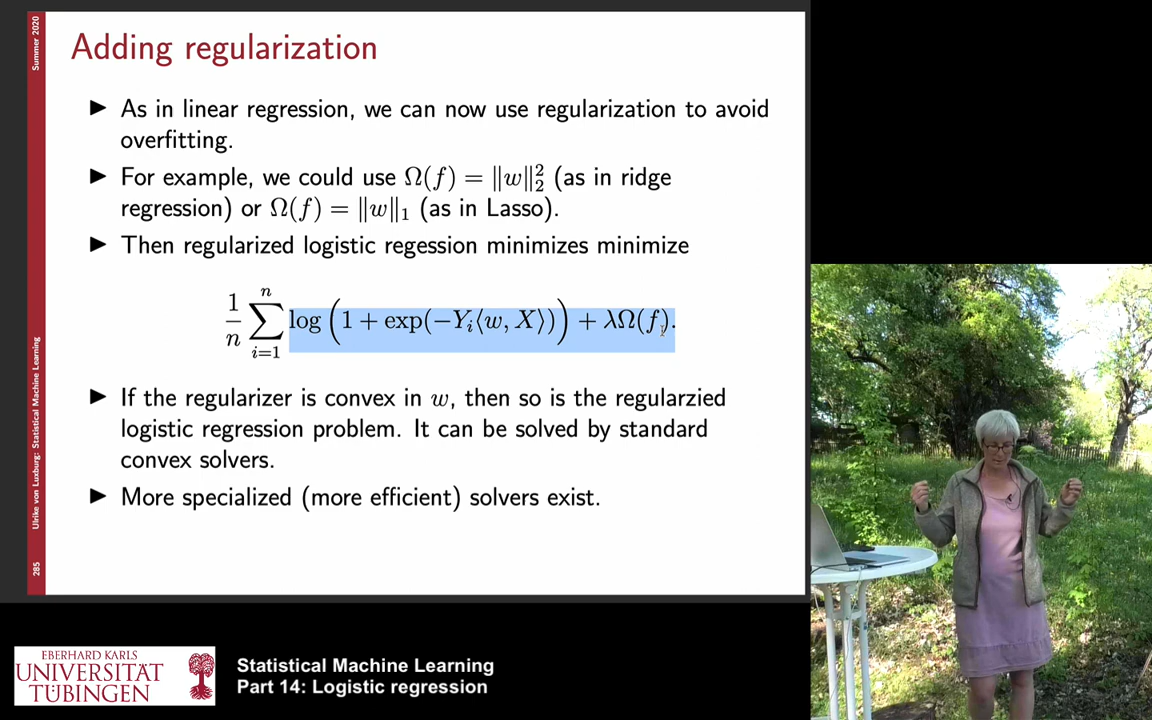 Summer 2020
Adding regularization
► As in linear regression, we can now use regularization to avoid
overfitting.
► For example, we could use Ω(f) = ‖w‖₂² (as in ridge
regression) or Ω(f) = ‖w‖₁ (as in Lasso).
► Then regularized logistic regession minimizes minimize
1/n ∑_{i=1}^{n} log(1 + exp(−Yᵢ⟨w, X⟩)) + λΩ(f).
► If the regularizer is convex in w, then so is the regularzied
logistic regression problem. It can be solved by standard
convex solvers.
► More specialized (more efficient) solvers exist.
Ulrike von Luxburg: Statistical Machine Learning
285
EBERHARD KARLS
UNIVERSITÄT
TÜBINGEN
Statistical Machine Learning
Part 14: Logistic regression